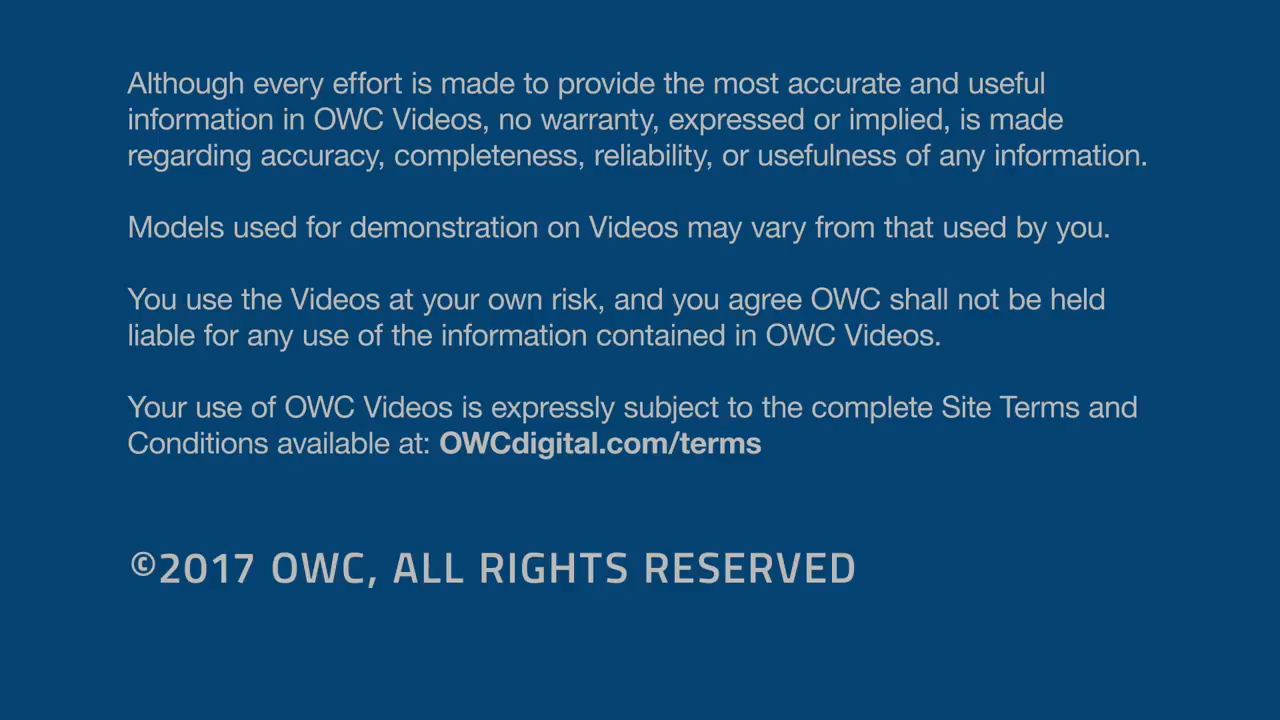 Although every effort is made to provide the most accurate and useful
information in OWC Videos, no warranty, expressed or implied, is made
regarding accuracy, completeness, reliability, or usefulness of any information.
Models used for demonstration on Videos may vary from that used by you.
You use the Videos at your own risk, and you agree OWC shall not be held
liable for any use of the information contained in OWC Videos.
Your use of OWC Videos is expressly subject to the complete Site Terms and
Conditions available at: OWCdigital.com/terms
©2017 OWC, ALL RIGHTS RESERVED